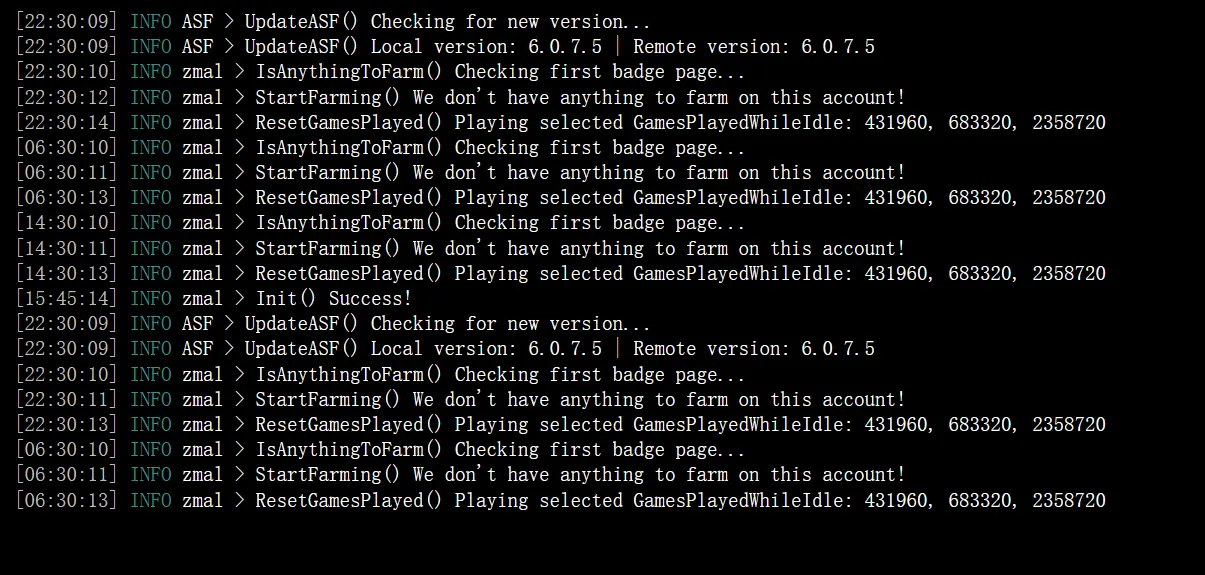 [22:30:09] INFO ASF > UpdateASF() Checking for new version...
[22:30:09] INFO ASF > UpdateASF() Local version: 6.0.7.5 | Remote version: 6.0.7.5
[22:30:10] INFO zmal > IsAnythingToFarm() Checking first badge page...
[22:30:12] INFO zmal > StartFarming() We don't have anything to farm on this account!
[22:30:14] INFO zmal > ResetGamesPlayed() Playing selected GamesPlayedWhileIdle: 431960, 683320, 2358720
[06:30:10] INFO zmal > IsAnythingToFarm() Checking first badge page...
[06:30:11] INFO zmal > StartFarming() We don't have anything to farm on this account!
[06:30:13] INFO zmal > ResetGamesPlayed() Playing selected GamesPlayedWhileIdle: 431960, 683320, 2358720
[14:30:10] INFO zmal > IsAnythingToFarm() Checking first badge page...
[14:30:11] INFO zmal > StartFarming() We don't have anything to farm on this account!
[14:30:13] INFO zmal > ResetGamesPlayed() Playing selected GamesPlayedWhileIdle: 431960, 683320, 2358720
[15:45:14] INFO zmal > Init() Success!
[22:30:09] INFO ASF > UpdateASF() Checking for new version...
[22:30:09] INFO ASF > UpdateASF() Local version: 6.0.7.5 | Remote version: 6.0.7.5
[22:30:10] INFO zmal > IsAnythingToFarm() Checking first badge page...
[22:30:11] INFO zmal > StartFarming() We don't have anything to farm on this account!
[22:30:13] INFO zmal > ResetGamesPlayed() Playing selected GamesPlayedWhileIdle: 431960, 683320, 2358720
[06:30:10] INFO zmal > IsAnythingToFarm() Checking first badge page...
[06:30:11] INFO zmal > StartFarming() We don't have anything to farm on this account!
[06:30:13] INFO zmal > ResetGamesPlayed() Playing selected GamesPlayedWhileIdle: 431960, 683320, 2358720